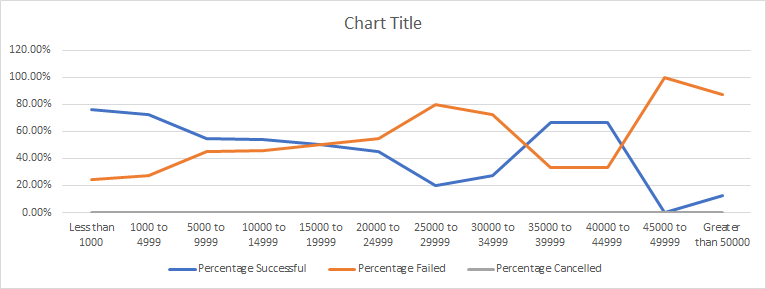 Chart Title
120.00%
100.00%
80.00%
60.00%
40.00%
20.00%
0.00%
Less than 1000 to 5000 to 10000 to 15000 to 20000 to 25000 to 30000 to 35000 to 40000 to 45000 to Greater
1000 4999 9999 14999 19999 24999 29999 34999 39999 44999 49999 than 50000
Percentage Successful Percentage Failed Percentage Cancelled